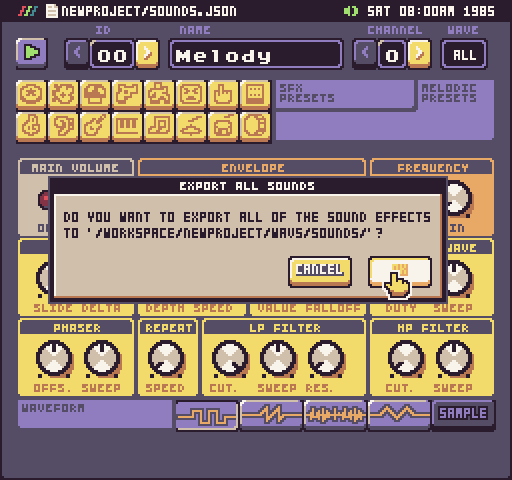 NEWPROJECT/SOUNDS.JSON
SAT 08:00AM 1985
ID
NAME
CHANNEL
WAVE
00
Melody
0
ALL
SFX PRESETS
MELODIC PRESETS
MAIN VOLUME
ENVELOPE
FREQUENCY
EXPORT ALL SOUNDS
DO YOU WANT TO EXPORT ALL OF THE SOUND EFFECTS
TO '/WORKSPACE/NEWPROJECT/WAVS/SOUNDS/'?
CANCEL
SLIDE DELTA
DEPTH SPEED
VALUE FALLOFF
DUTY SWEEP
PHASER
REPEAT
LP FILTER
HP FILTER
OFFS. SWEEP
SPEED
CUT. SWEEP RES.
CUT. SWEEP
WAVEFORM
SAMPLE